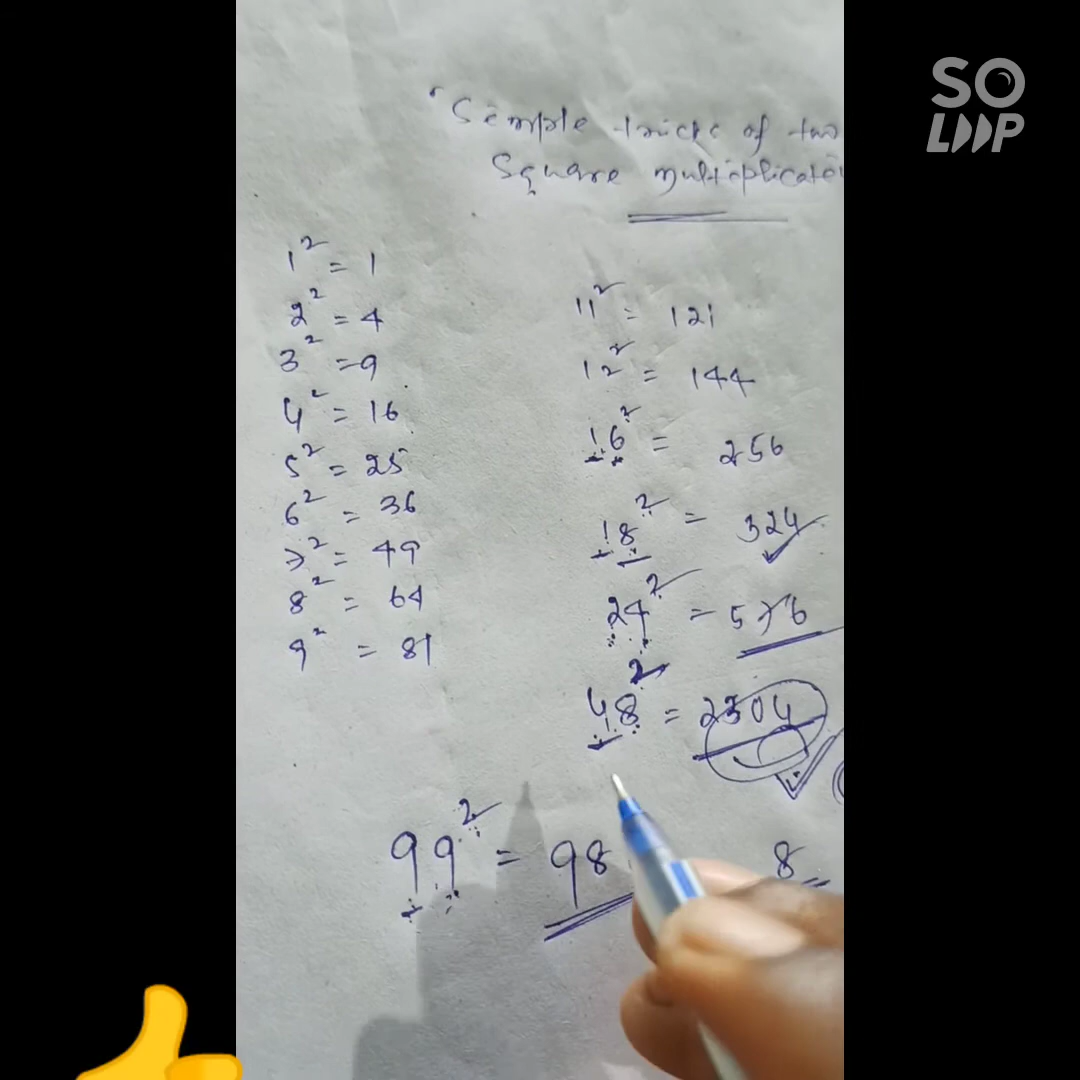 SO
LOOP
"Simple tricks of two
square multiplication
1² = 1
2² = 4
3² = 9
4² = 16
5² = 25
6² = 36
7² = 49
8² = 64
9² = 81
11² = 121
12² = 144
16² = 256
18² = 324
24² = 576
48² = 2304
99² = 98
8